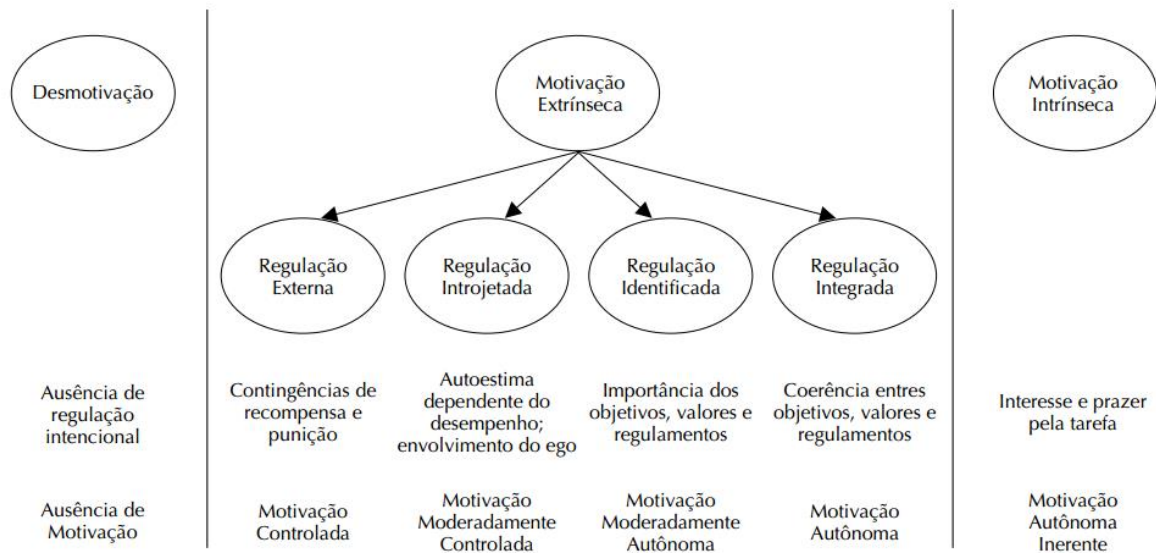 Desmotivação
Motivação
Extrínseca
Motivação
Intrínseca
Regulação
Externa
Regulação
Introjetada
Regulação
Identificada
Regulação
Integrada
Ausência de
regulação
intencional
Contingências de
recompensa e
punição
Autoestima
dependente do
desempenho;
envolvimento do ego
Importância dos
objetivos, valores e
regulamentos
Coerência entres
objetivos, valores e
regulamentos
Interesse e prazer
pela tarefa
Ausência de
Motivação
Motivação
Controlada
Motivação
Moderadamente
Controlada
Motivação
Moderadamente
Autônoma
Motivação
Autônoma
Motivação
Autônoma
Inerente